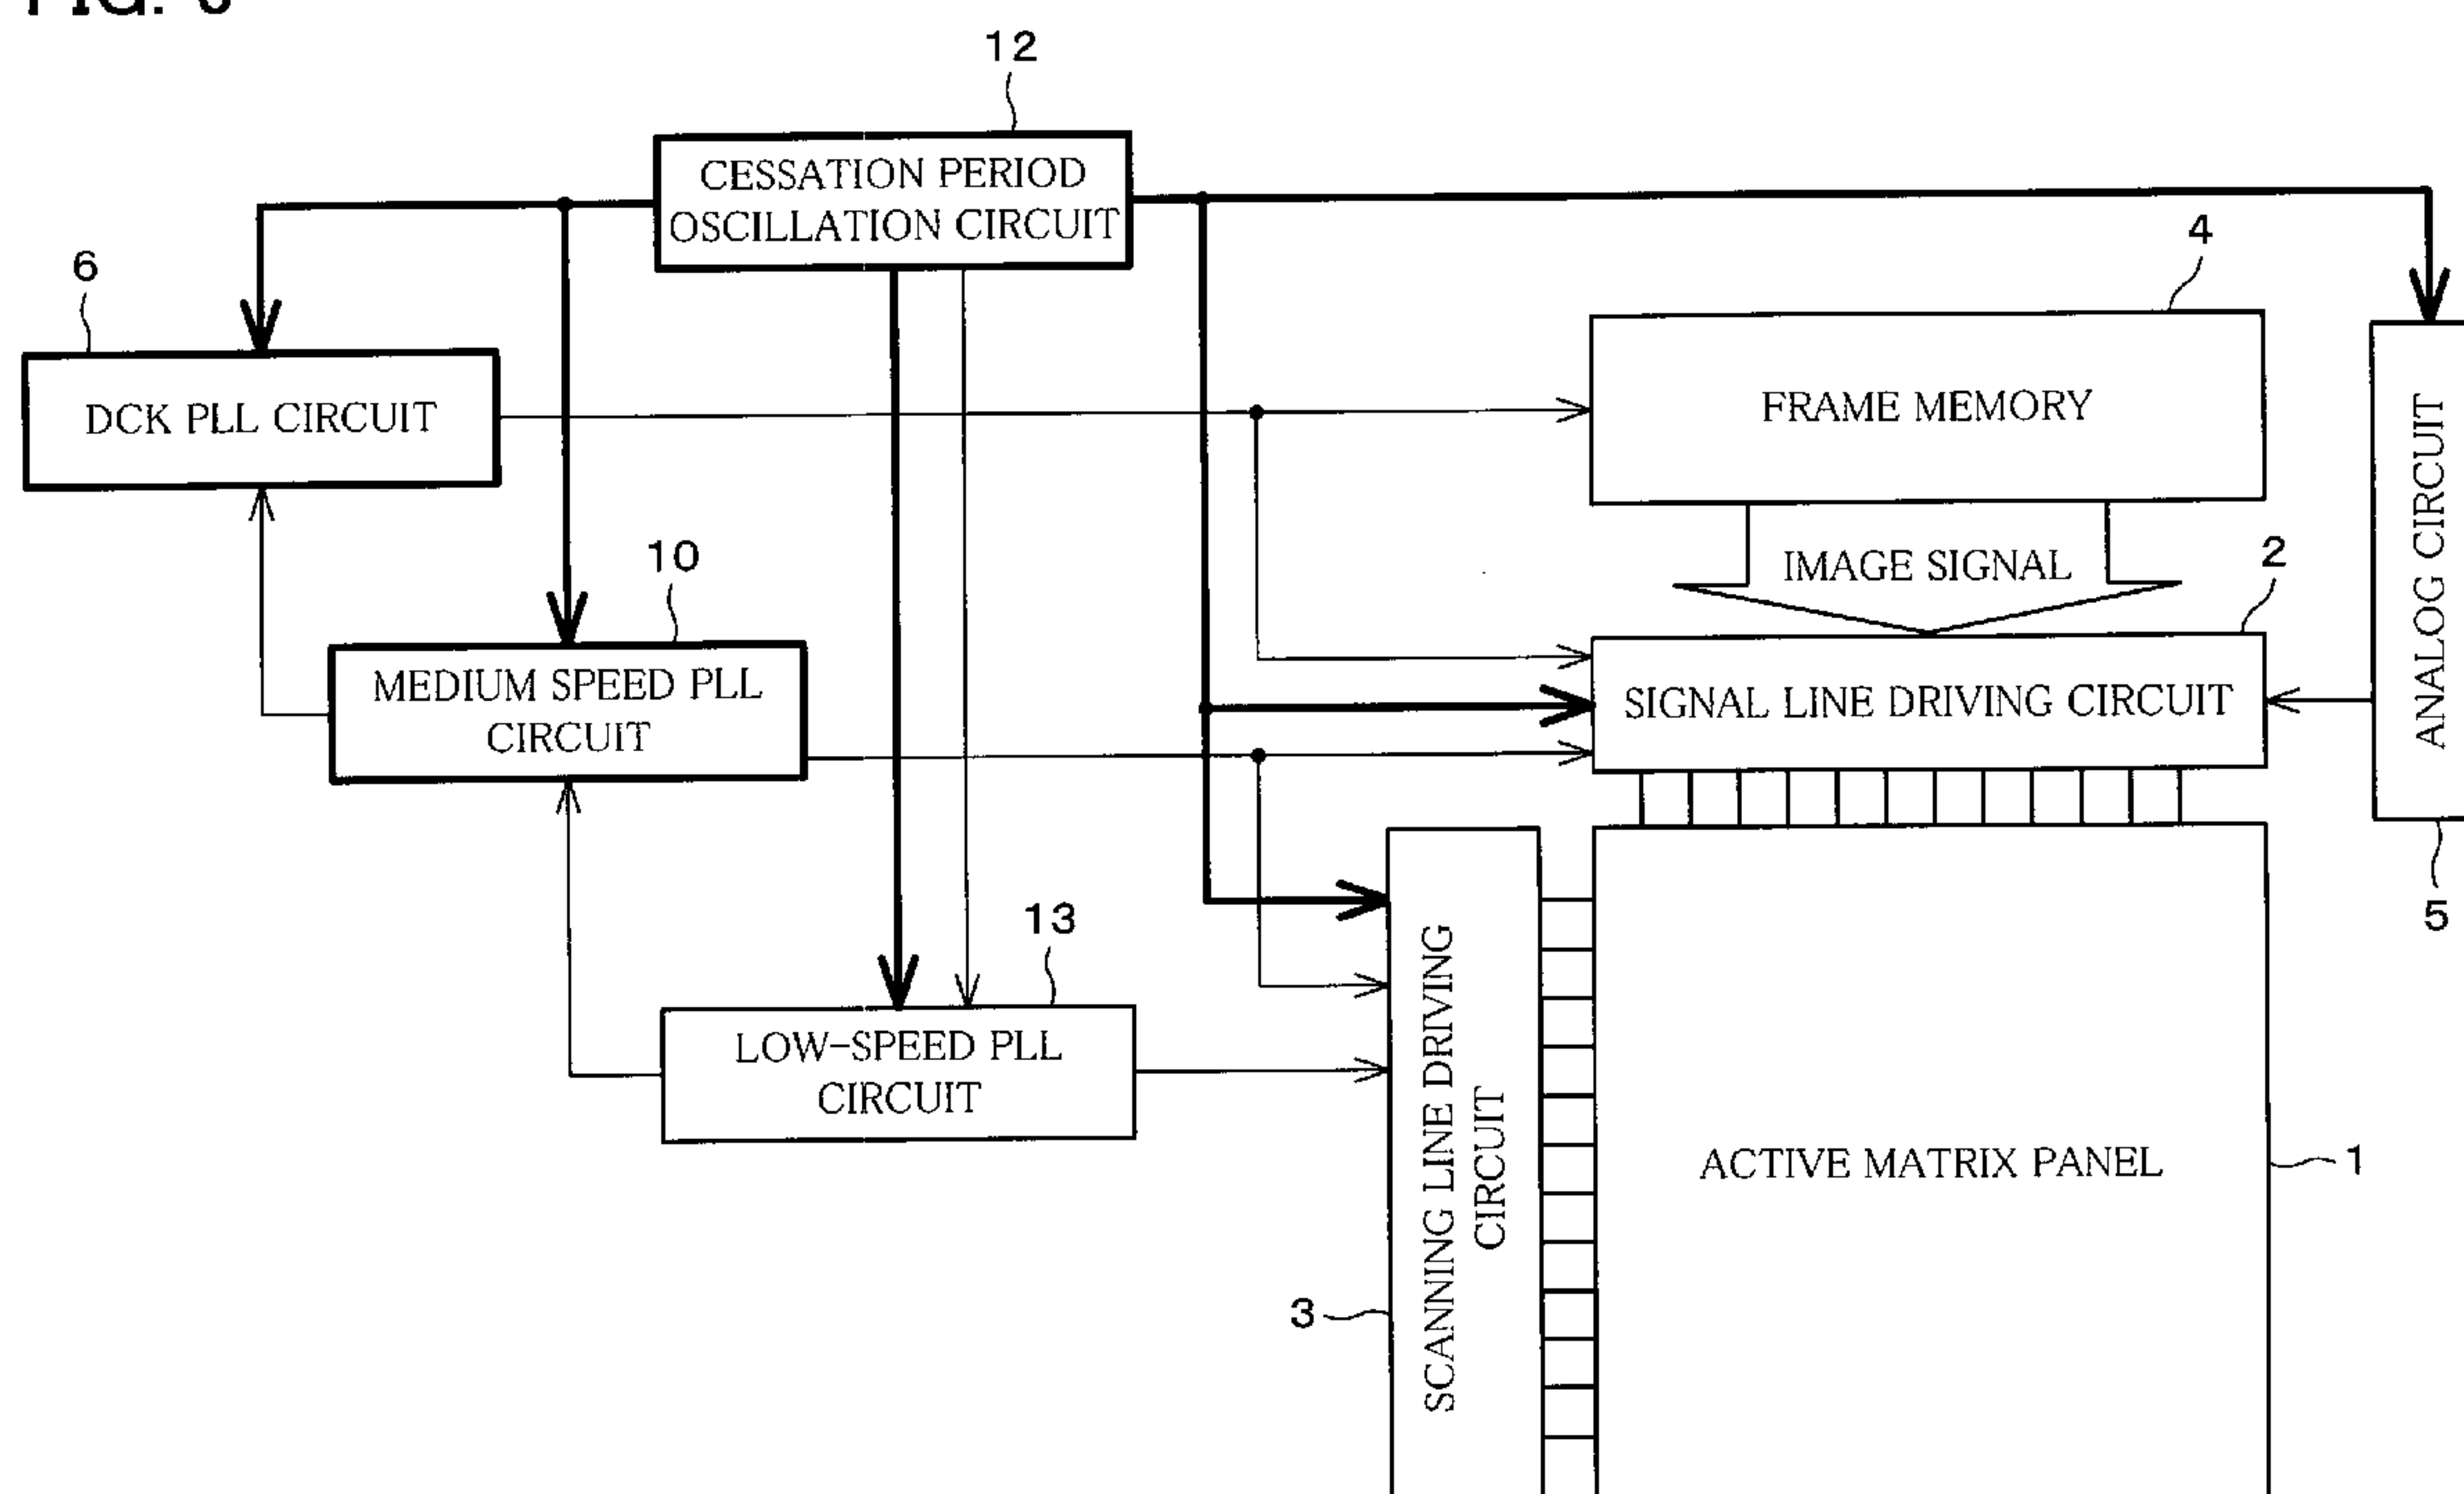 12
CESSATION PERIOD
OSCILLATION CIRCUIT
4
6
DCK PLL CIRCUIT
FRAME MEMORY
ANALOG CIRCUIT
10
IMAGE SIGNAL
2
MEDIUM SPEED PLL
CIRCUIT
SIGNAL LINE DRIVING CIRCUIT
5
13
LOW-SPEED PLL
CIRCUIT
SCANNING LINE DRIVING
CIRCUIT
ACTIVE MATRIX PANEL
1
3